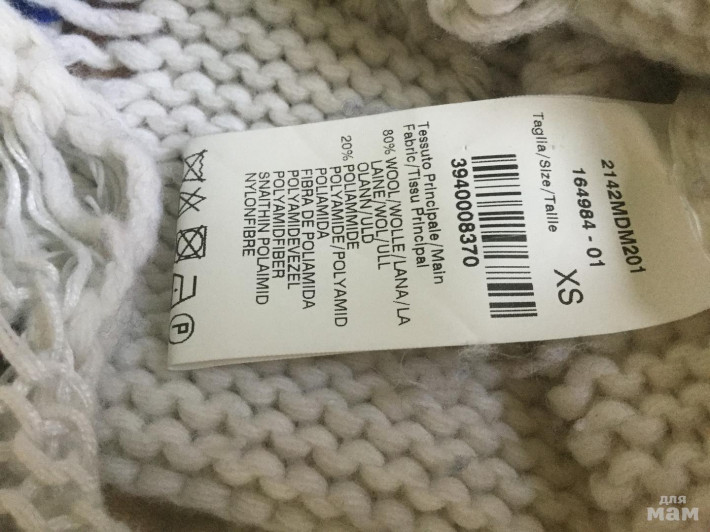 2142MDM201
164984 - 01
Taglia/Size/Taille
XS
3940008370
Tessuto Principale/Main
Fabric/Tissu Principal
80% WOOL/WOLLE/LANA/LA
LAINE/WOL/ULL
OLANN/ULD
20% POLIAMMIDE
POLYAMIDE/POLYAMID
POLIAMIDA
FIBRA DE POLIAMIDA
POLYAMIDEVEZEL
POLYAMIDFIBER
SNAITHIN POLAIMID
NYLONFIBRE
P
для
мам